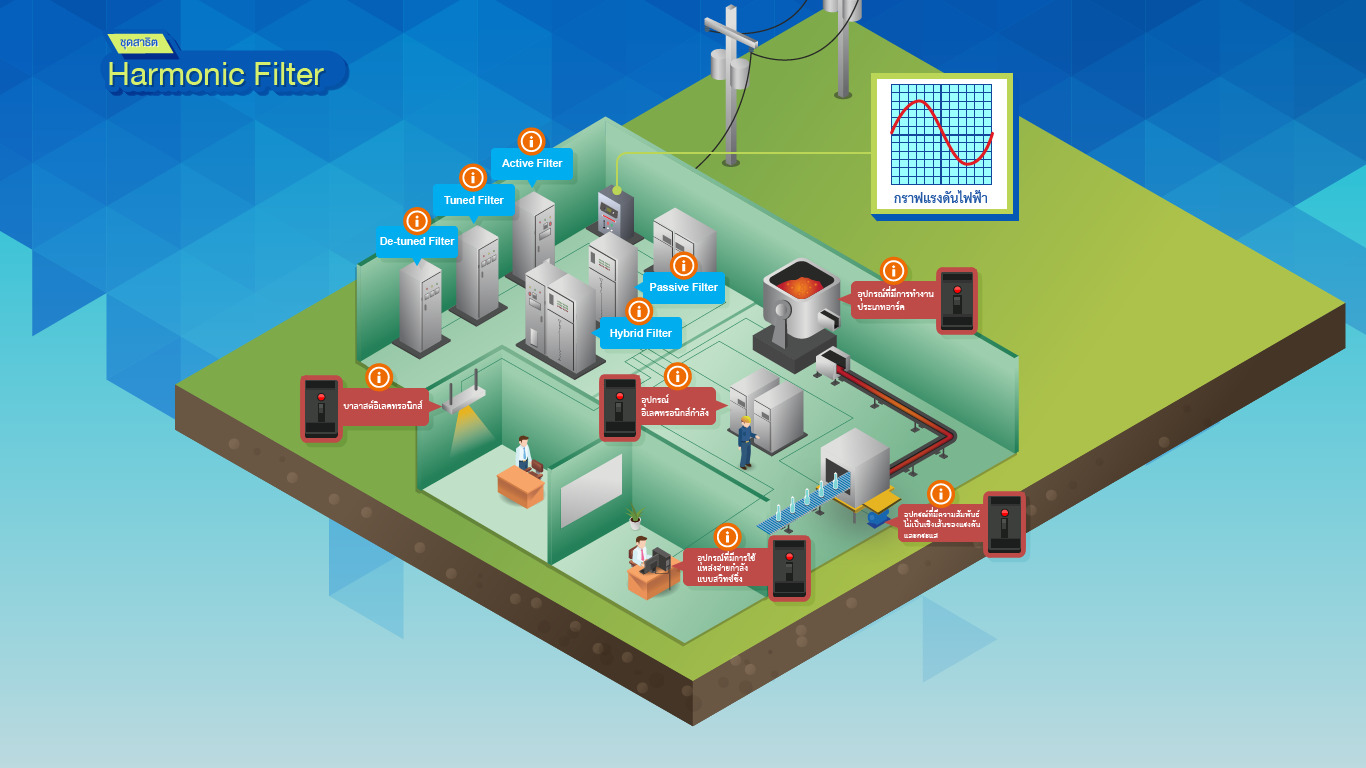 ชุดสาธิต
Harmonic Filter
กราฟแรงดันไฟฟ้า
Active Filter
Tuned Filter
De-tuned Filter
Passive Filter
Hybrid Filter
อุปกรณ์ที่มีการทำงาน
ประเภทอาร์ค
บาลาสต์อิเลคทรอนิกส์
อุปกรณ์
อิเลคทรอนิกส์กำลัง
อุปกรณ์ที่มีความสัมพันธ์
ไม่เป็นเชิงเส้นของแรงดัน
และกระแส
อุปกรณ์ที่มีการใช้
แหล่งจ่ายกำลัง
แบบสวิทซ์ชิ่ง